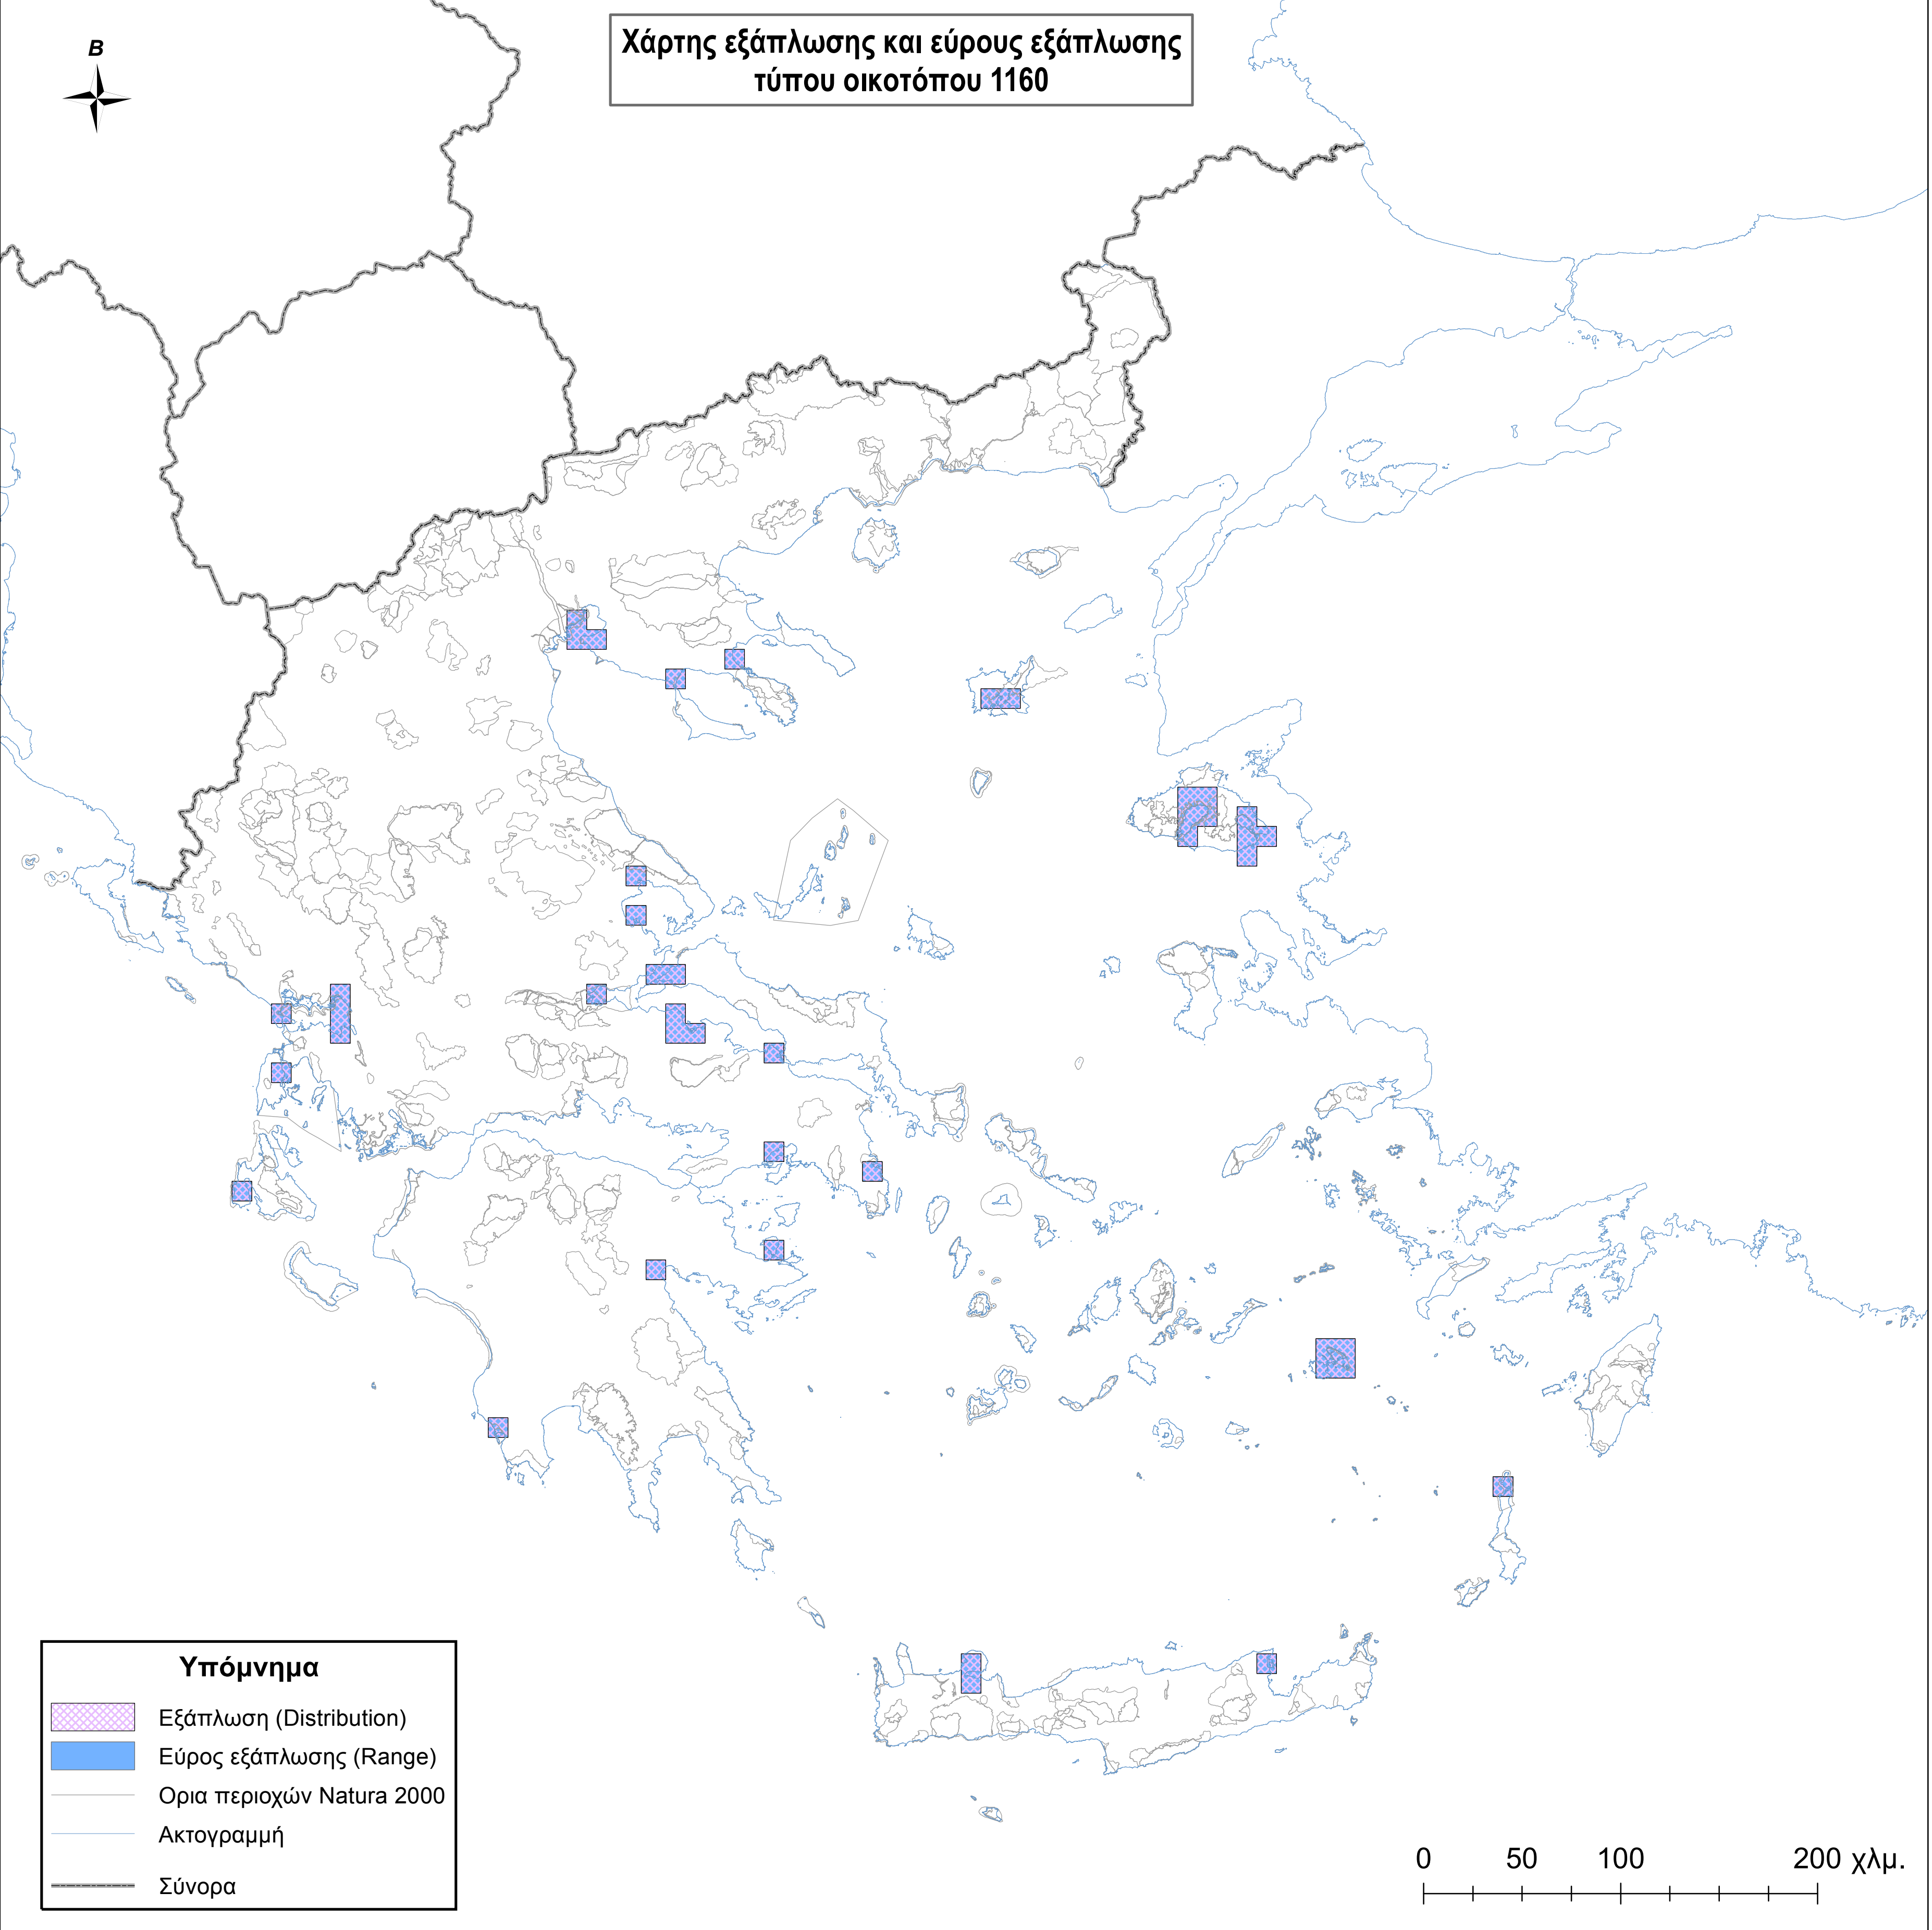 Χάρτης εξάπλωσης και εύρους εξάπλωσης
τύπου οικοτόπου 1160
Β
Υπόμνημα
Εξάπλωση (Distribution)
Εύρος εξάπλωσης (Range)
Ορια περιοχών Natura 2000
Ακτογραμμή
Σύνορα
0 50 100 200 χλμ.